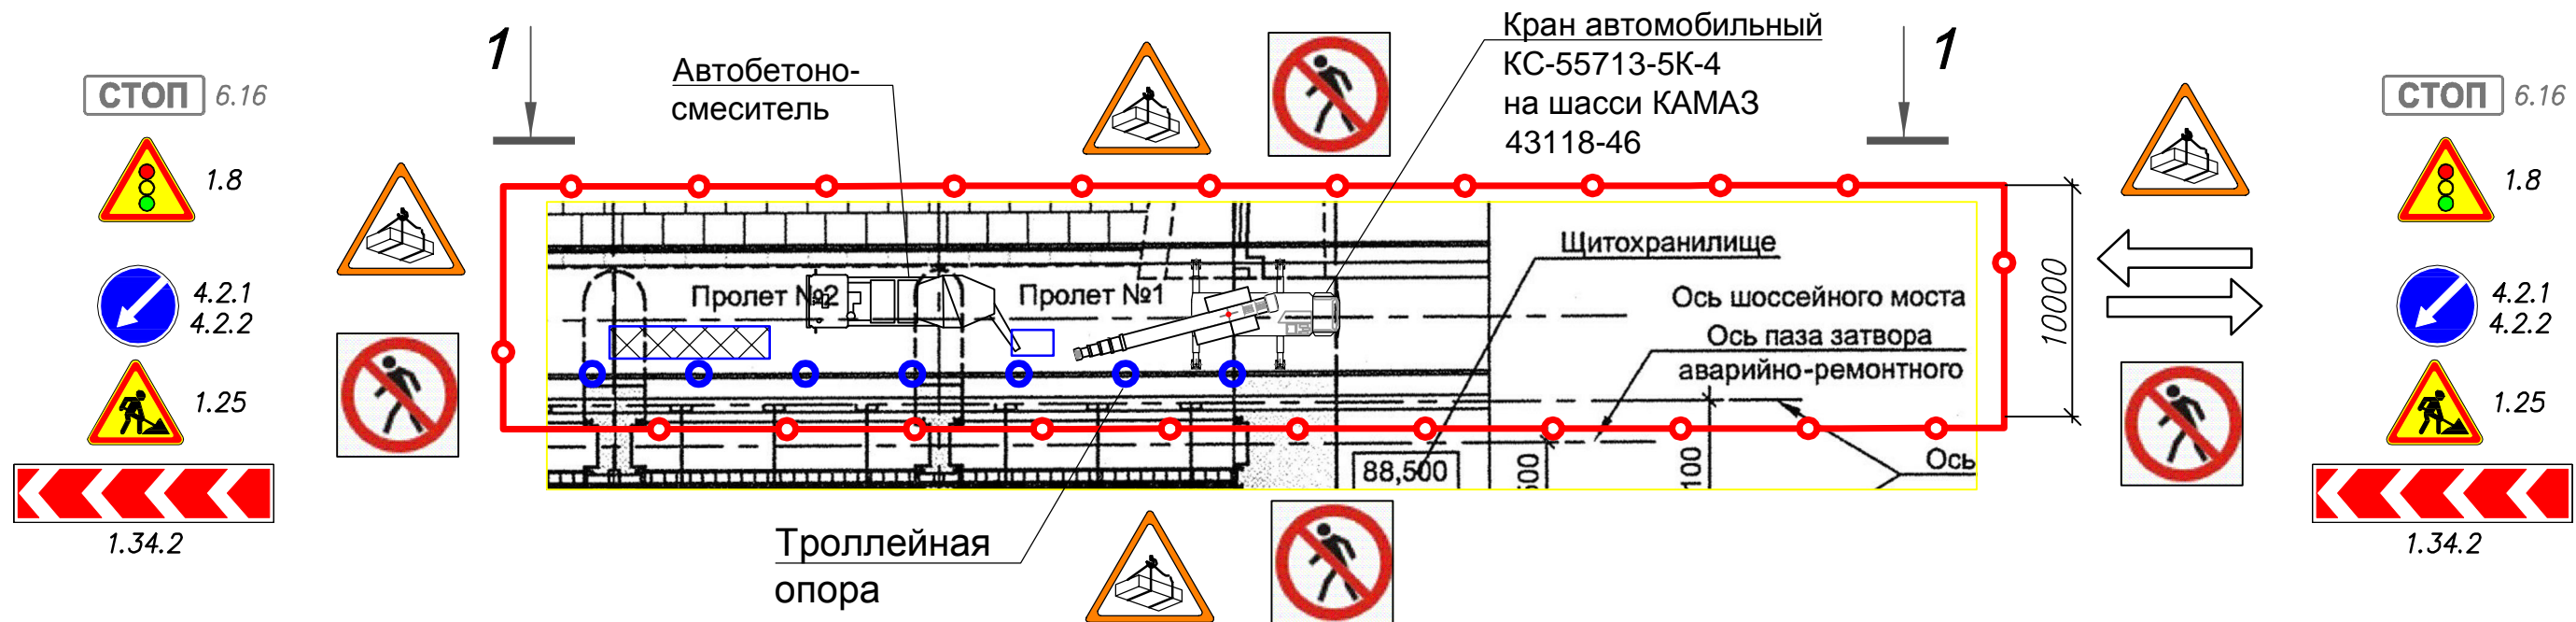 1
Автобетоно-
смеситель
Кран автомобильный
КС-55713-5К-4
на шасси КАМАЗ
43118-46
1
СТОП 6.16
1.8
4.2.1
4.2.2
1.25
1.34.2
Пролет №2
Пролет №1
Щитохранилище
Ось шоссейного моста
Ось паза затвора
аварийно-ремонтного
Ось
88,500
500
100
10000
Троллейная
опора
СТОП 6.16
1.8
4.2.1
4.2.2
1.25
1.34.2